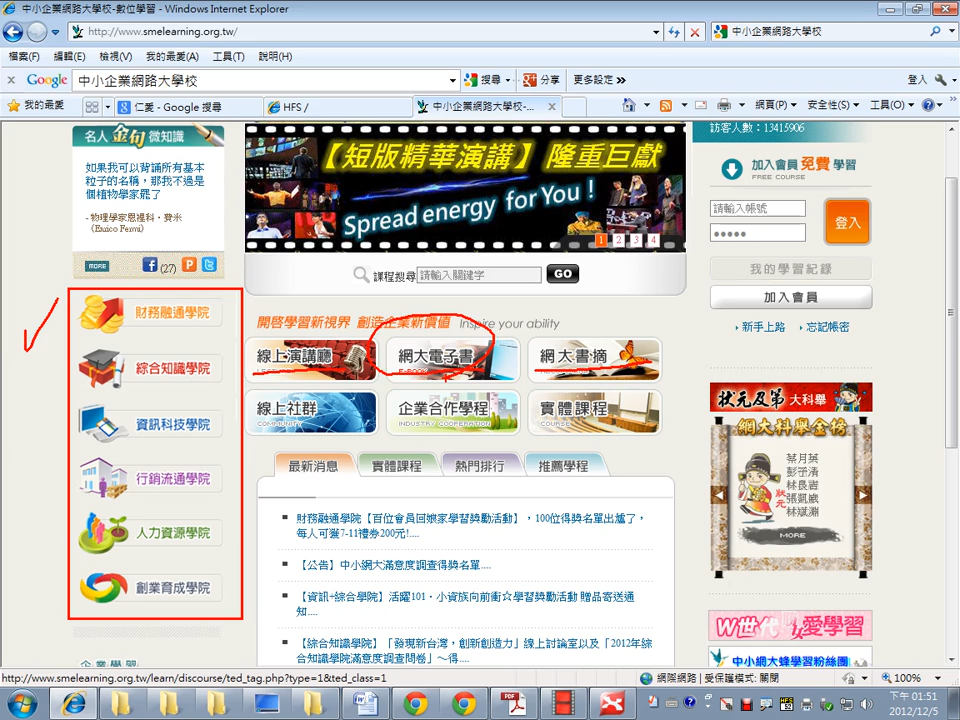 中小企業網路大學校-數位學習 - Windows Internet Explorer
http://www.smelearning.org.tw/
中小企業網路大學校
檔案(F) 編輯(E) 檢視(V) 我的最愛(A) 工具(T) 說明(H)
Google 中小企業網路大學校 搜尋 分享 更多設定 » 登入
我的最愛 仁愛 - Google 搜尋 HFS / 中小企業網路大學校-... 網頁(P) 安全性(S) 工具(O)
名人金句微知識
如果我可以背誦所有基本
粒子的名稱，那我不過是
個植物學家罷了
- 物理學家恩裡科‧費米
(Enrico Fermi)
MORE (27)
財務融通學院
綜合知識學院
資訊科技學院
行銷流通學院
人力資源學院
創業育成學院
企業學習
【短版精華演講】隆重巨獻
Spread energy for You !
1 2 3 4
課程搜尋 請輸入關鍵字 GO
開啓學習新視界 創造企業新價值 Inspire your ability
線上演講廳 網大電子書 網大書摘
E-BOOK
線上社群 企業合作學程 實體課程
COMMUNITY INDUSTRY COOPERATION COURSE
最新消息 實體課程 熱門排行 推薦學程
財務融通學院【百位會員回娘家學習獎勵活動】，100位得獎名單出爐了，
每人可獲7-11禮券200元!....
【公告】中小網大滿意度調查得獎名單....
【資訊+綜合學院】活躍101．小資族向前衝☆學習獎勵活動 贈品寄送通
知....
【綜合知識學院】「發現新台灣，創新創造力」線上討論室以及「2012年綜
合知識學院滿意度調查問卷」～得....
訪客人數：13415906
加入會員 免費 學習
FREE COURSE
請輸入帳號
登入
我的學習紀錄
加入會員
新手上路 忘記帳密
狀元及第 大科舉
網大科舉金榜
葉月英
彭子清
林良吉
張凱崴
林斌淵
狀元
MORE
W世代 女愛學習
中小網大蜂學習粉絲團
http://www.smelearning.org.tw/learn/discourse/ted_tag.php?type=1&ted_class=1
網際網路 | 受保護模式: 關閉 100%
下午 01:51
2012/12/5